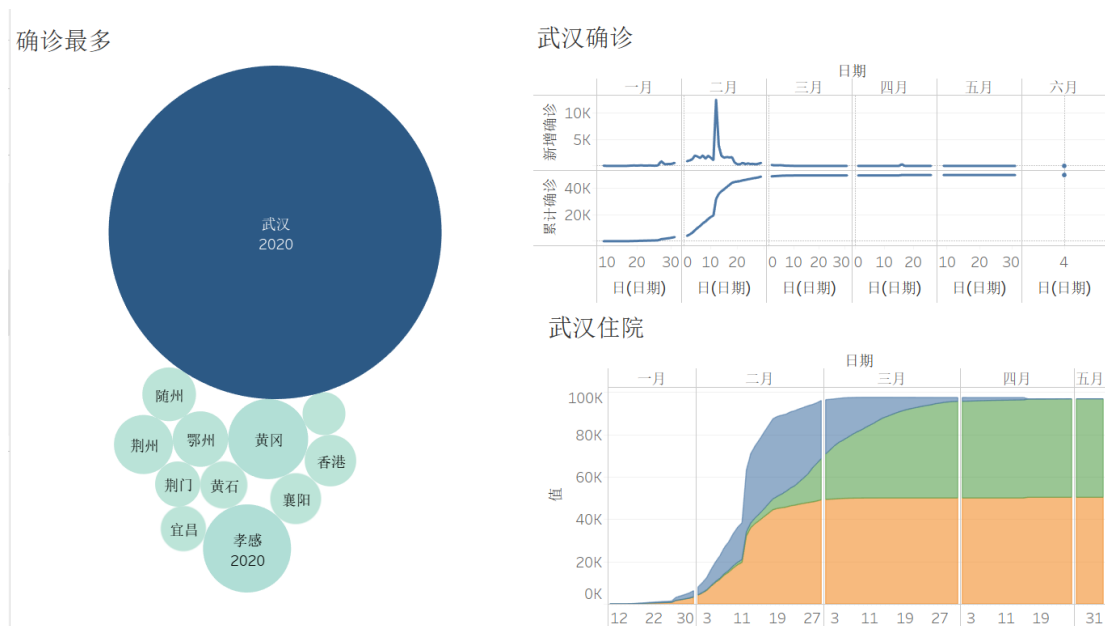 确诊最多
武汉
2020
随州
荆州
鄂州
黄冈
香港
荆门
黄石
襄阳
宜昌
孝感
2020
武汉确诊
日期
一月 二月 三月 四月 五月 六月
新增确诊
10K
5K
累计确诊
40K
20K
10 20 30 0 10 20 0 10 20 30 0 10 20 0 10 20 30 4
日(日期) 日(日期) 日(日期) 日(日期) 日(日期) 日(日期)
武汉住院
日期
一月 二月 三月 四月 五月
值
100K
80K
60K
40K
20K
0K
12 22 30 3 11 19 27 3 11 19 27 3 11 19 31